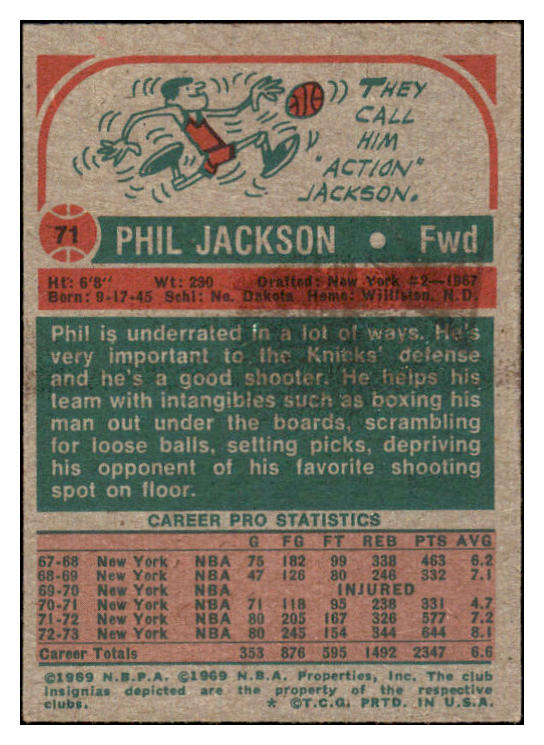 THEY
CALL
HIM
"ACTION"
JACKSON.
71 PHIL JACKSON • Fwd
Ht: 6'8" Wt: 230 Drafted: New York #2—1967
Born: 9-17-45 Schl: No. Dakota Home: Williston, N.D.
Phil is underrated in a lot of ways. He's
very important to the Knicks' defense
and he's a good shooter. He helps his
team with intangibles such as boxing his
man out under the boards, scrambling
for loose balls, setting picks, depriving
his opponent of his favorite shooting
spot on floor.
CAREER PRO STATISTICS
G FG FT REB PTS AVG
67-68 New York NBA 75 182 99 338 463 6.2
68-69 New York NBA 47 126 80 246 332 7.1
69-70 New York NBA INJURED
70-71 New York NBA 71 118 95 238 331 4.7
71-72 New York NBA 80 205 167 326 577 7.2
72-73 New York NBA 80 245 154 344 644 8.1
Career Totals 353 876 595 1492 2347 6.6
©1969 N.B.P.A. ©1969 N.B.A. Properties, Inc. The club
insignias depicted are the property of the respective
clubs. * ©T.C.G. PRTD. IN U.S.A.